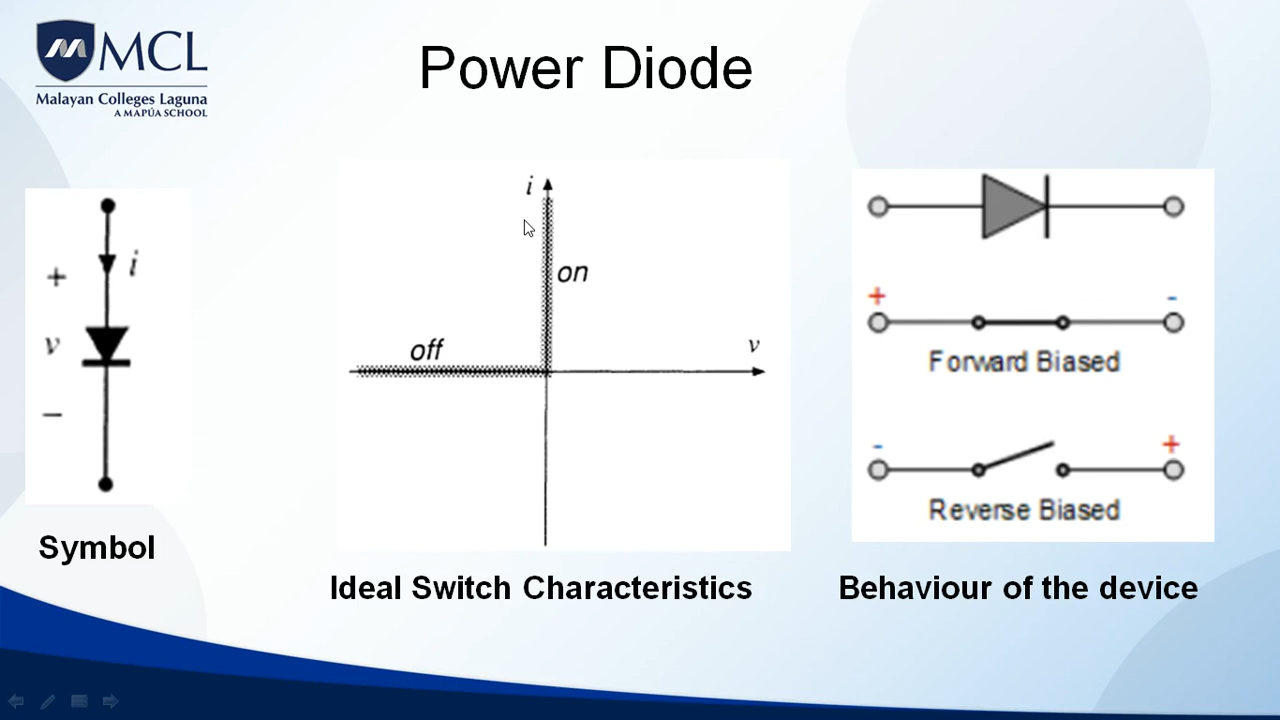 MCL
Malayan Colleges Laguna
A MAPÚA SCHOOL
Power Diode
+
i
v
−
Symbol
i
on
off
v
Ideal Switch Characteristics
+ -
Forward Biased
- +
Reverse Biased
Behaviour of the device